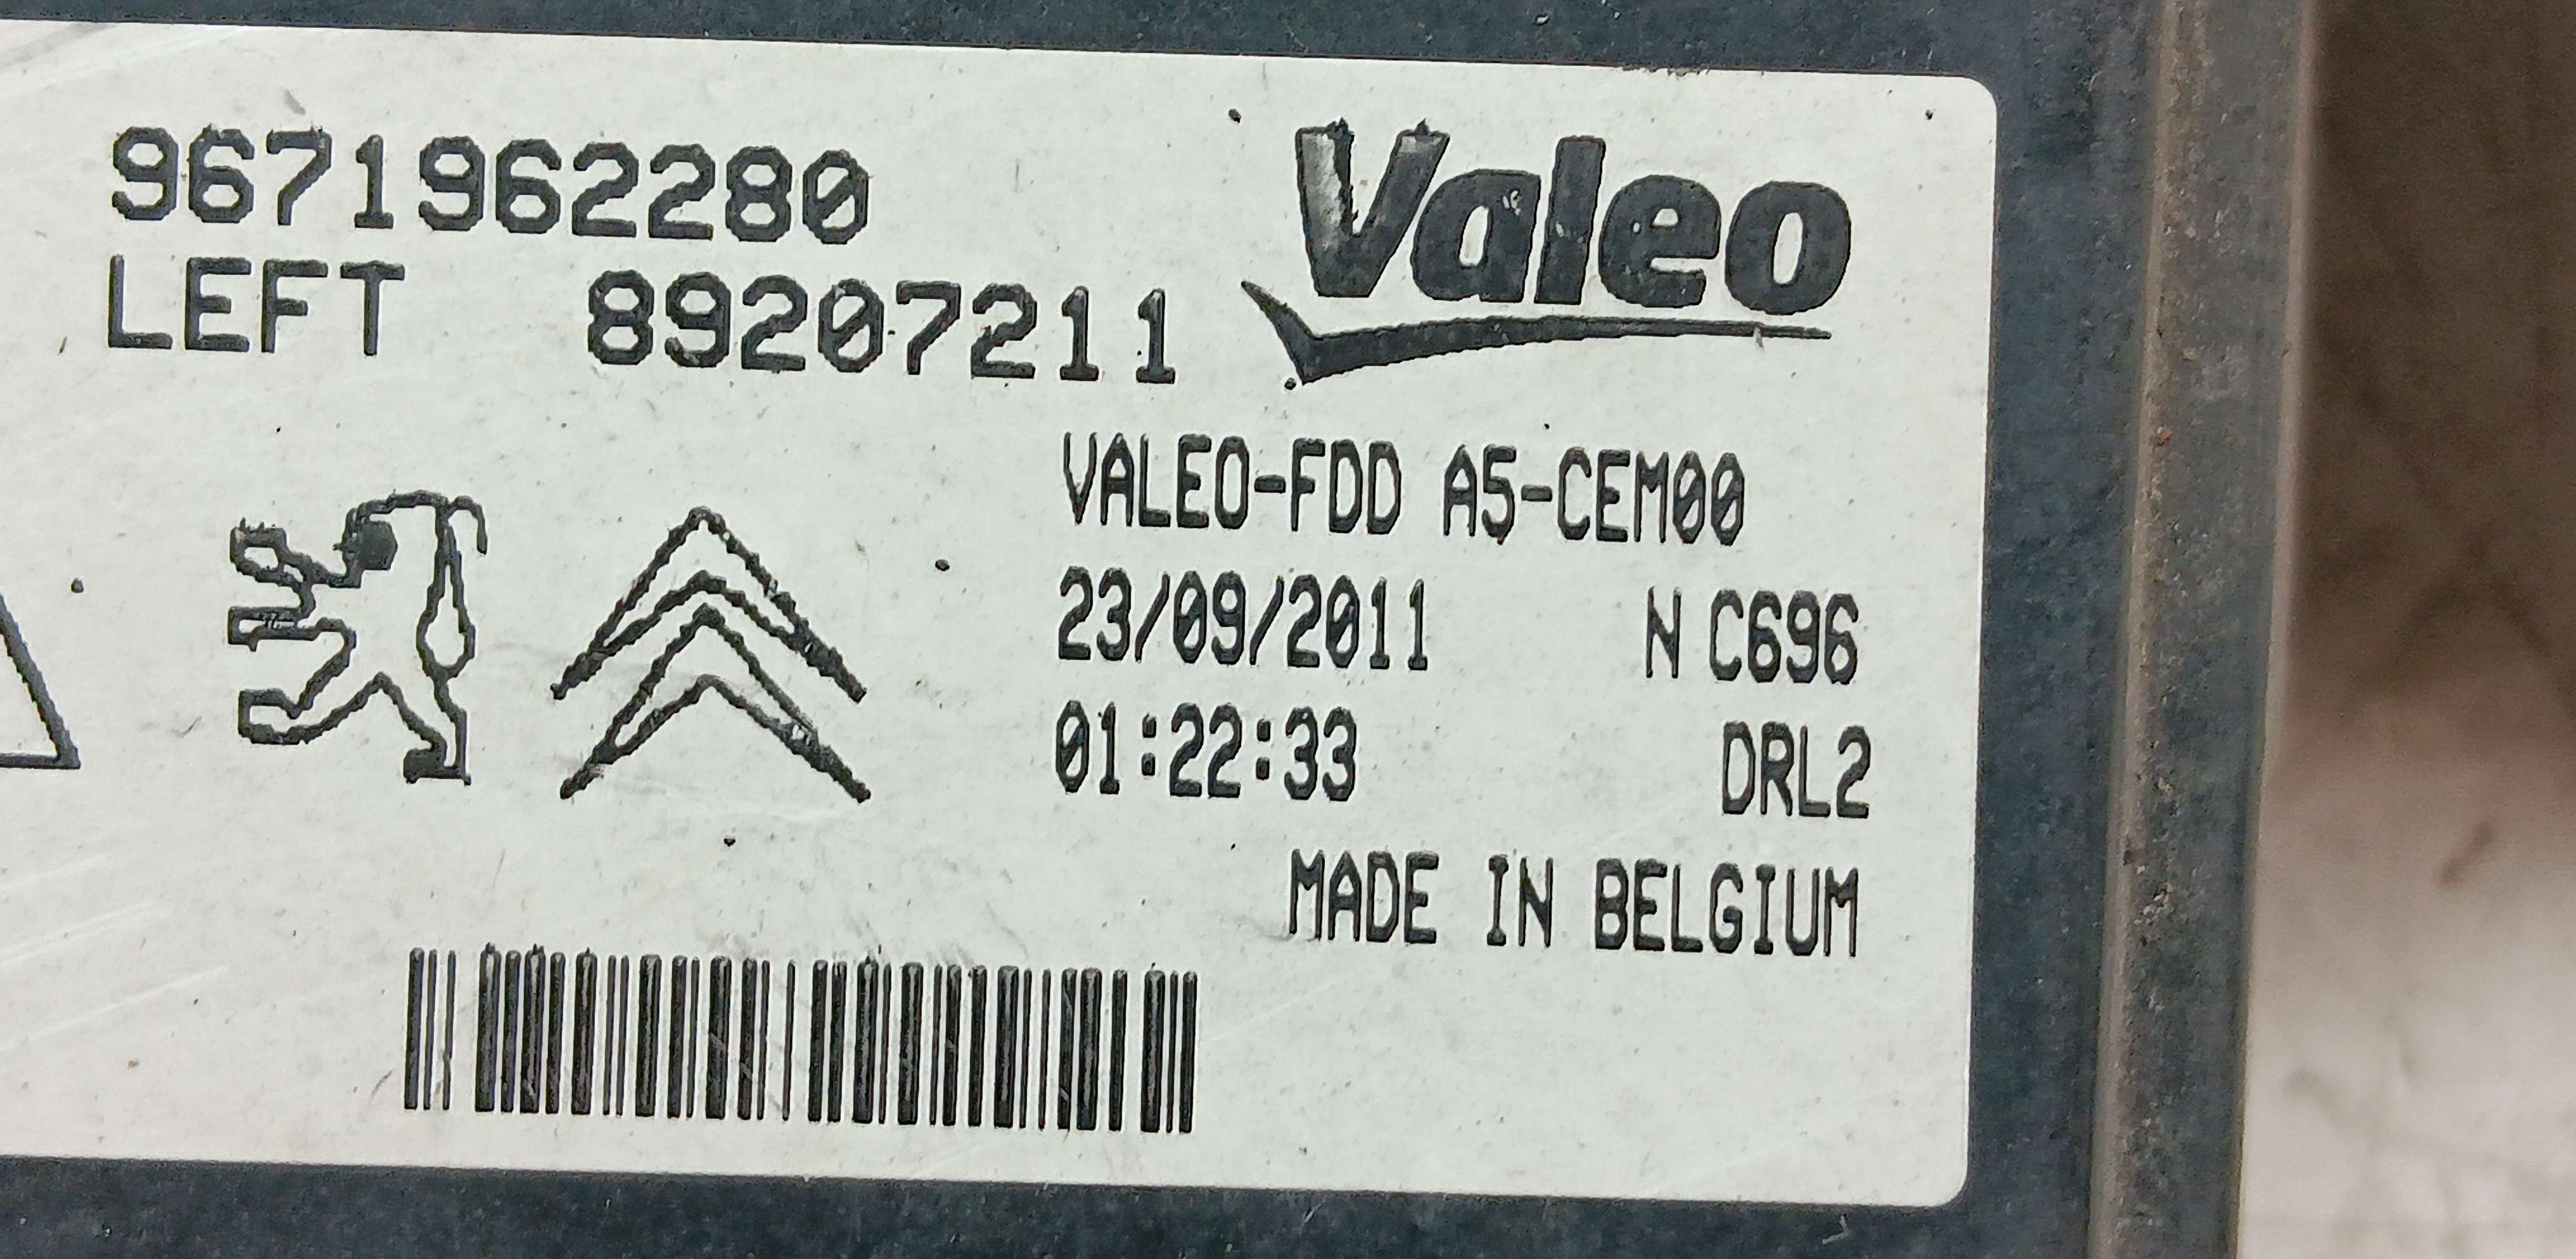 9671962280
LEFT 89207211
Valeo
VALEO-FDD A5-CEM00
23/09/2011 N C696
01:22:33 DRL2
MADE IN BELGIUM